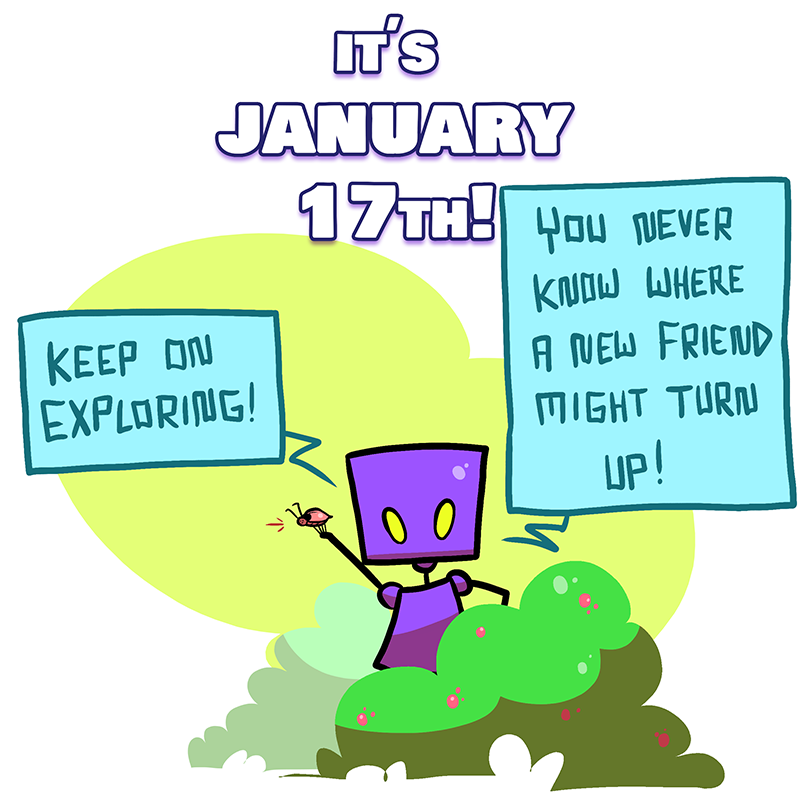 IT'S
JANUARY
17TH!
KEEP ON
EXPLORING!
YOU NEVER
KNOW WHERE
A NEW FRIEND
MIGHT TURN
UP!